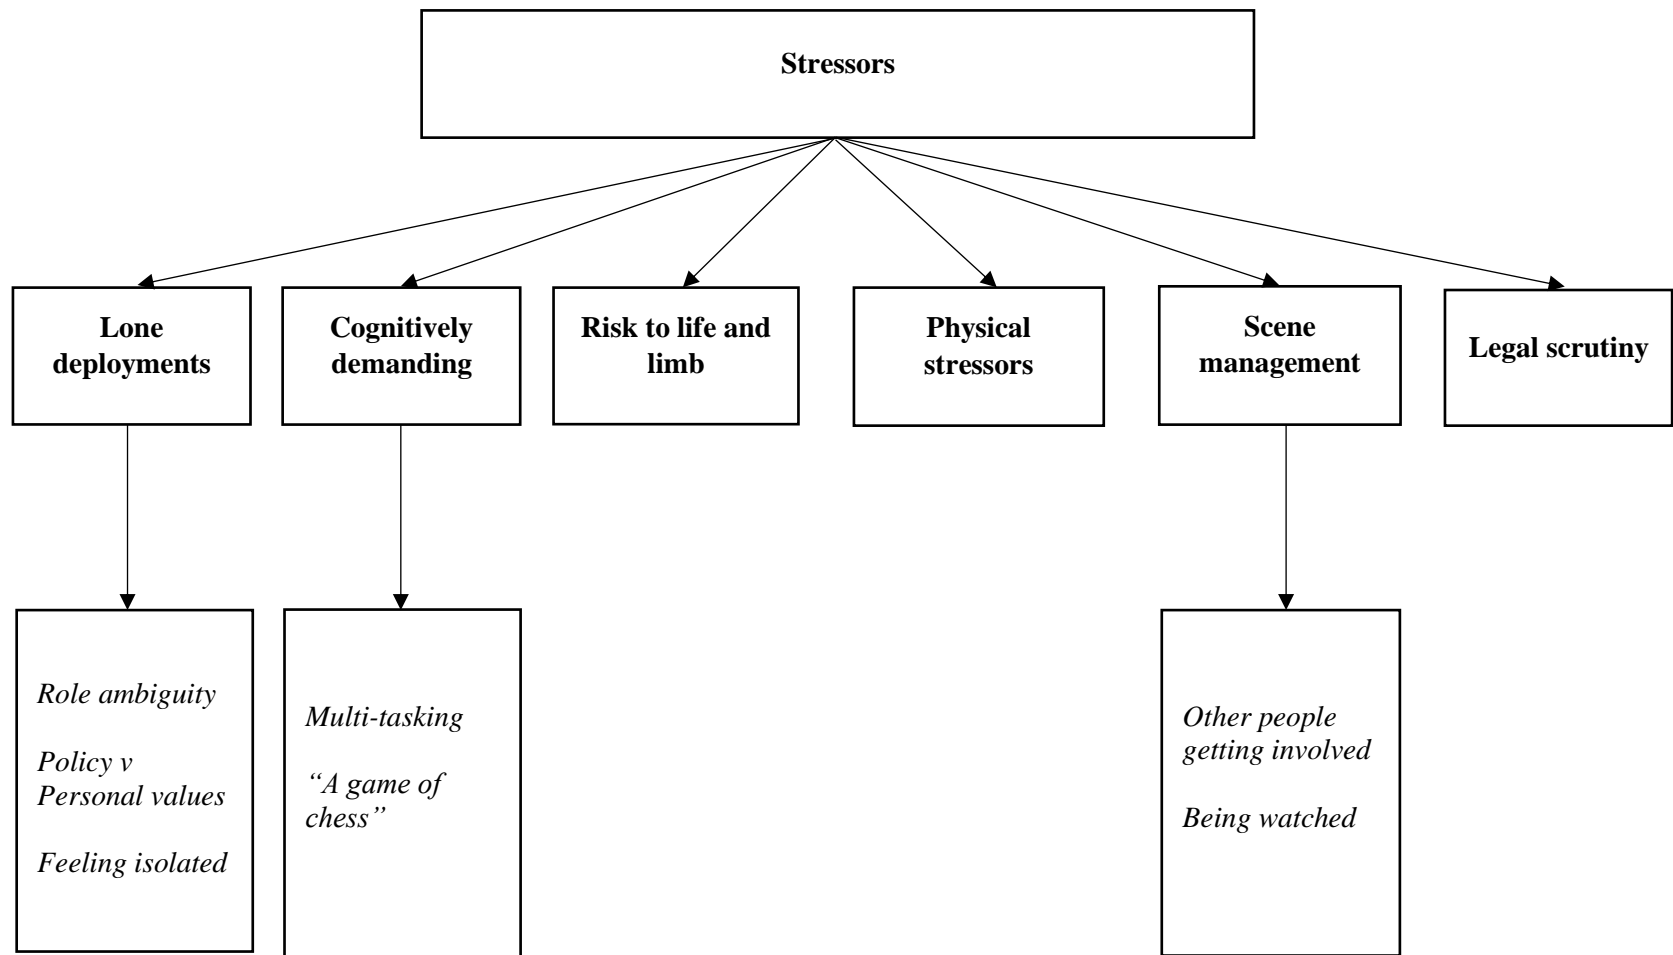 Stressors
Lone
deployments
Cognitively
demanding
Risk to life and
limb
Physical
stressors
Scene
management
Legal scrutiny
Role ambiguity
Policy v
Personal values
Feeling isolated
Multi-tasking
“A game of
chess”
Other people
getting involved
Being watched